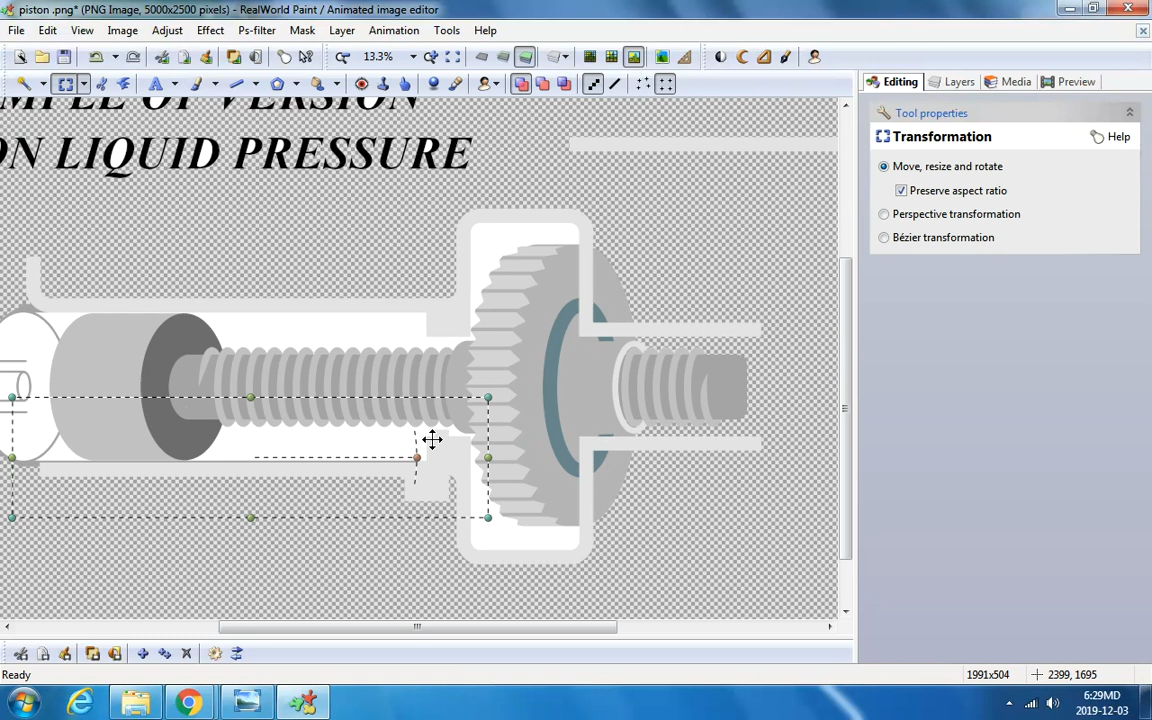 piston .png* (PNG Image, 5000x2500 pixels) - RealWorld Paint / Animated image editor
File Edit View Image Adjust Effect Ps-filter Mask Layer Animation Tools Help
13.3%
Editing Layers Media Preview
Tool properties
Transformation Help
Move, resize and rotate
Preserve aspect ratio
Perspective transformation
Bézier transformation
MPLE OF VERSION
ON LIQUID PRESSURE
Ready
1991x504
2399, 1695
6:29MD
2019-12-03